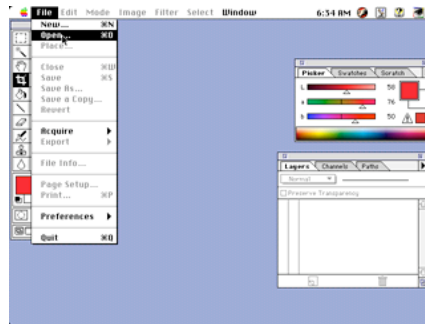 File Edit Mode Image Filter Select Window 6:54 AM
New... ⌘N
Open... ⌘O
Place...
Close ⌘W
Save ⌘S
Save As...
Save a Copy...
Revert
Acquire
Export
File Info...
Page Setup...
Print... ⌘P
Preferences
Quit ⌘Q
Picker Swatches Scratch
L 50
a 76
b 50
Layers Channels Paths
Normal
Preserve Transparency